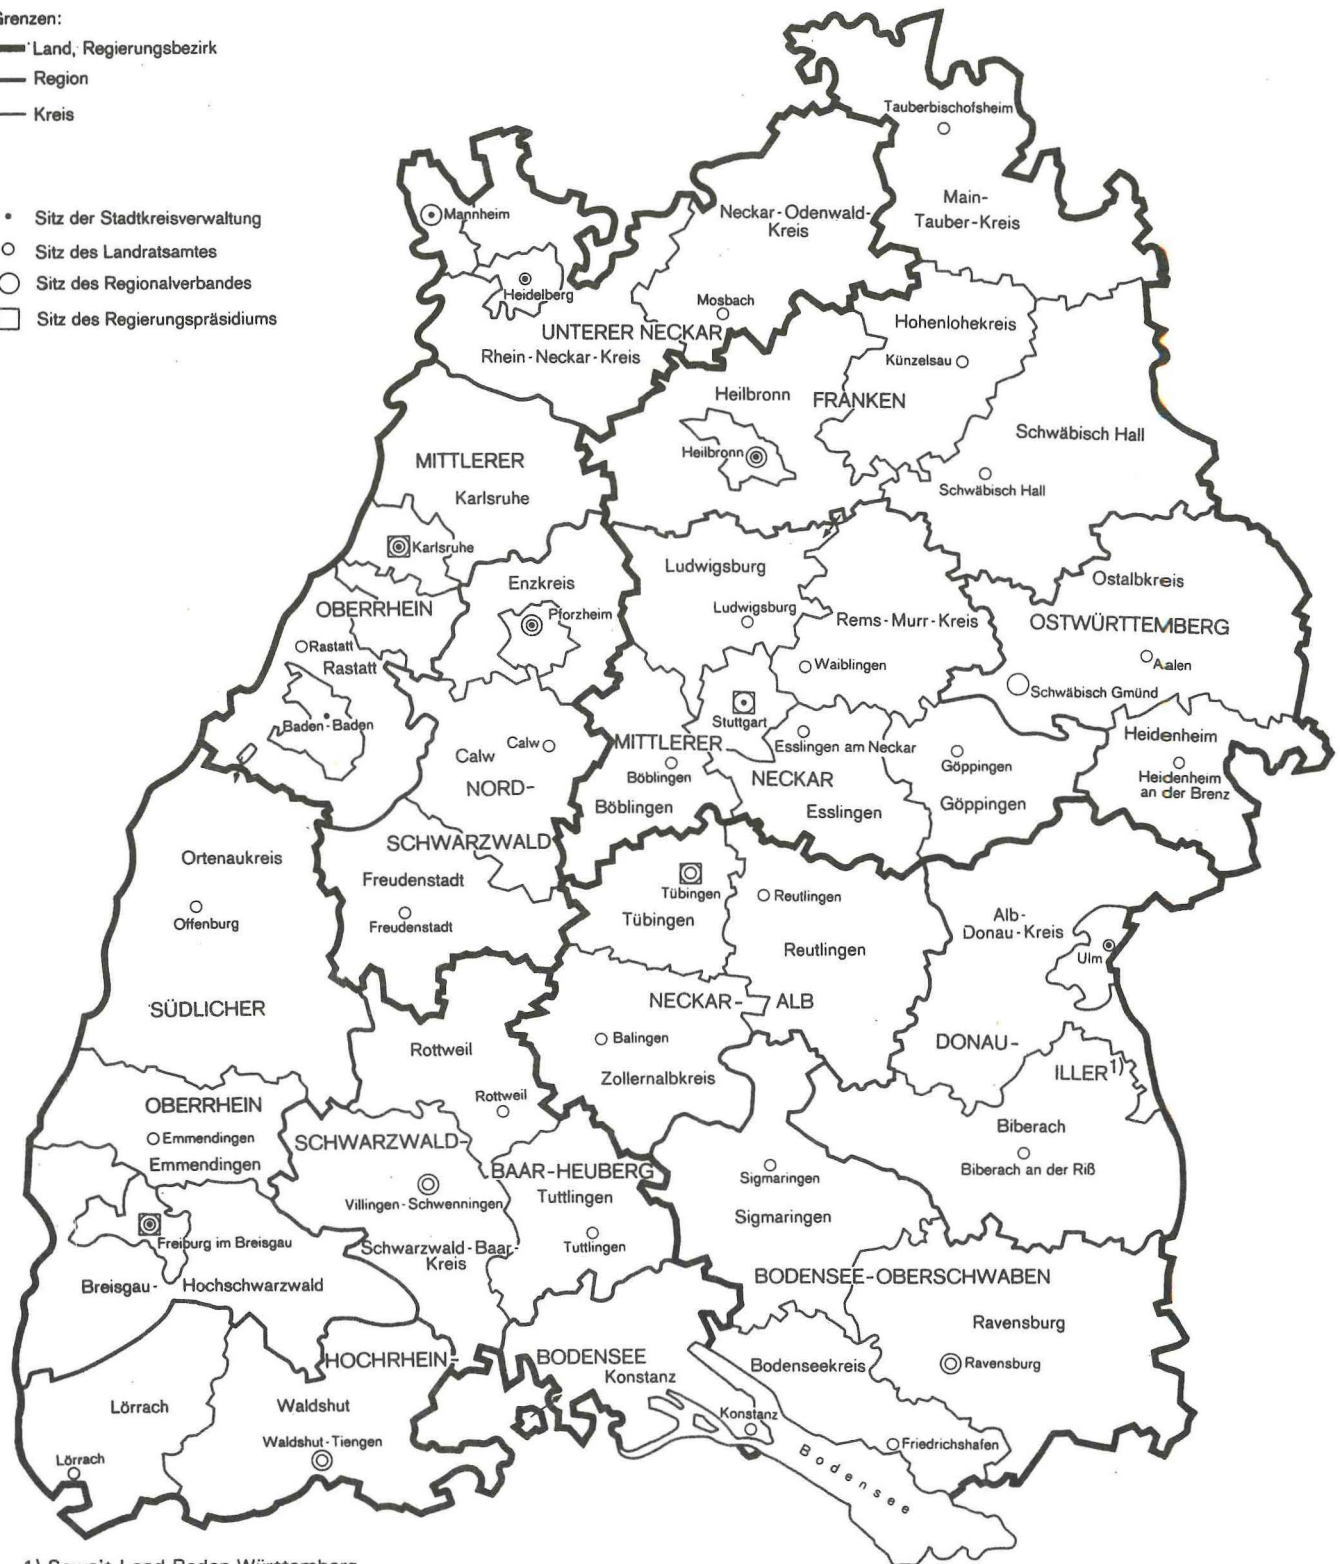 Grenzen:
Land, Regierungsbezirk
Region
Kreis
Sitz der Stadtkreisverwaltung
Sitz des Landratsamtes
Sitz des Regionalverbandes
Sitz des Regierungspräsidiums
Tauberbischofsheim
Main-
Tauber-Kreis
Mannheim
Neckar-Odenwald-
Kreis
Heidelberg
Mosbach
UNTERER NECKAR
Rhein-Neckar-Kreis
Hohenlohekreis
Künzelsau
Heilbronn
FRANKEN
Heilbronn
Schwäbisch Hall
Schwäbisch Hall
MITTLERER
Karlsruhe
Karlsruhe
OBERRHEIN
Enzkreis
Pforzheim
Ludwigsburg
Ludwigsburg
Rems-Murr-Kreis
Waiblingen
Ostalbkreis
OSTWÜRTTEMBERG
Aalen
Schwäbisch Gmünd
Rastatt
Rastatt
Baden-Baden
Stuttgart
Calw
Calw
NORD-
SCHWARZWALD
MITTLERER
Böblingen
Böblingen
Esslingen am Neckar
NECKAR
Esslingen
Göppingen
Göppingen
Heidenheim
Heidenheim
an der Brenz
Ortenaukreis
Offenburg
Freudenstadt
Freudenstadt
Tübingen
Tübingen
Reutlingen
Reutlingen
Alb-
Donau-Kreis
Ulm
SÜDLICHER
NECKAR-ALB
Balingen
Zollernalbkreis
DONAU-
ILLER1)
Rottweil
Rottweil
OBERRHEIN
Emmendingen
Emmendingen
SCHWARZWALD-
Villingen-Schwenningen
BAAR-HEUBERG
Tuttlingen
Tuttlingen
Schwarzwald-Baar-
Kreis
Biberach
Biberach an der Riß
Sigmaringen
Sigmaringen
Freiburg im Breisgau
Breisgau-Hochschwarzwald
BODENSEE-OBERSCHWABEN
Ravensburg
Ravensburg
HOCHRHEIN-
BODENSEE
Konstanz
Bodenseekreis
Lörrach
Lörrach
Waldshut
Waldshut-Tiengen
Konstanz
Friedrichshafen
Bodensee
1) Soweit Land Baden-Württemberg